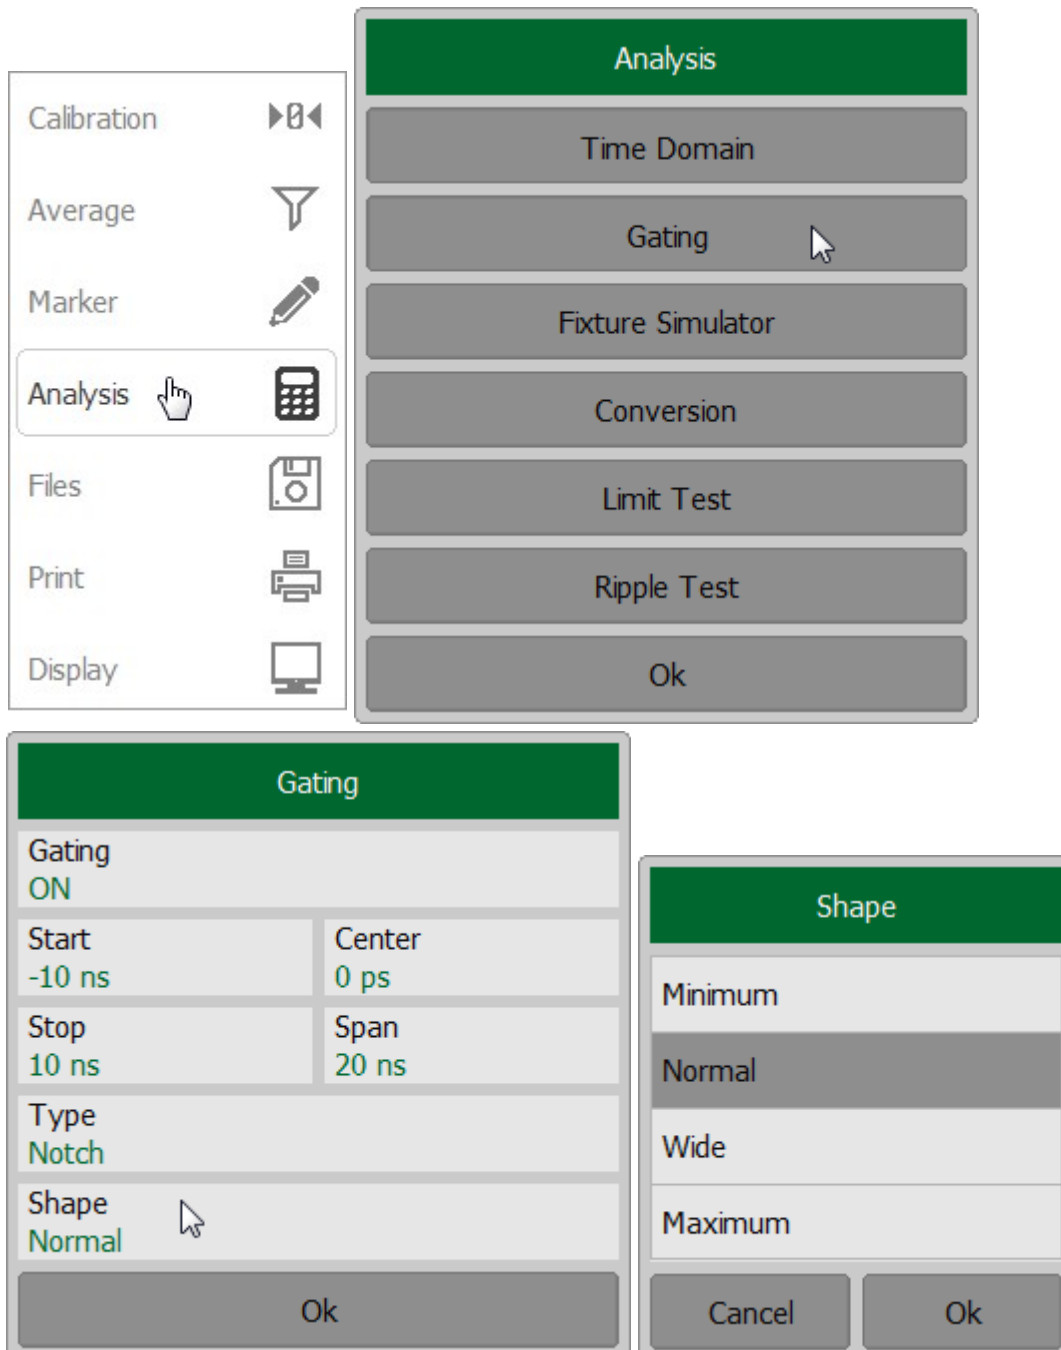 Calibration
Average
Marker
Analysis
Files
Print
Display
Analysis
Time Domain
Gating
Fixture Simulator
Conversion
Limit Test
Ripple Test
Ok
Gating
Gating
ON
Start
-10 ns
Center
0 ps
Stop
10 ns
Span
20 ns
Type
Notch
Shape
Normal
Ok
Shape
Minimum
Normal
Wide
Maximum
Cancel
Ok